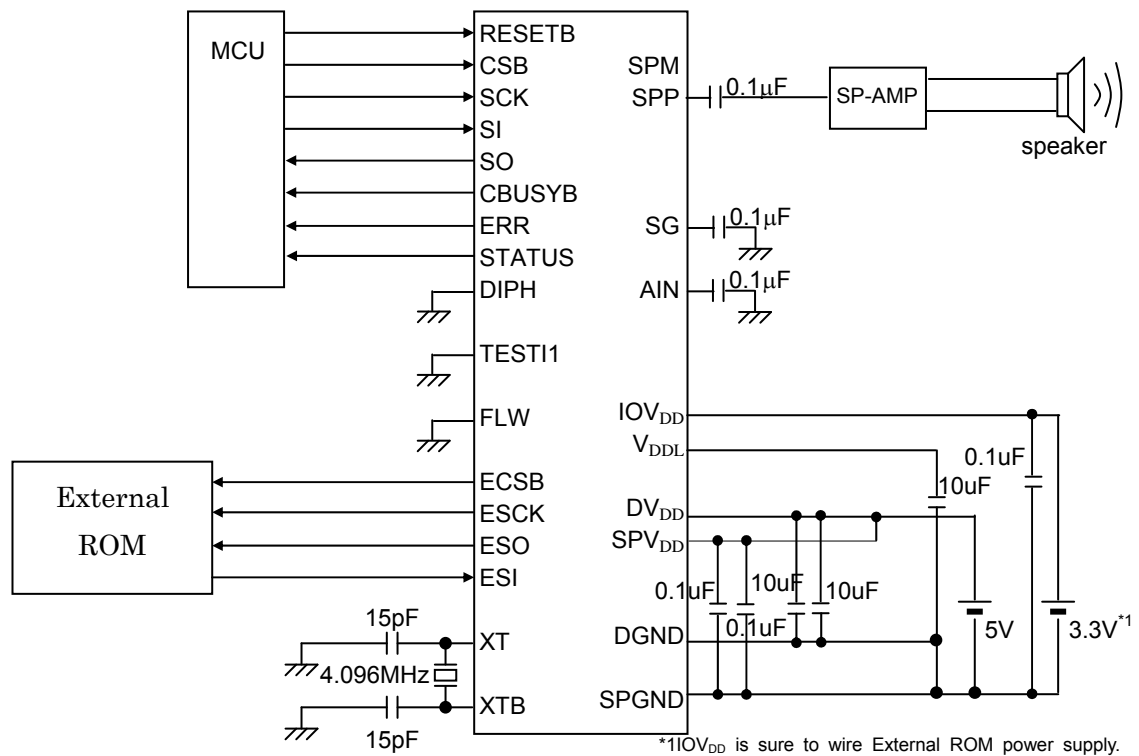 MCU
RESETB
CSB
SCK
SI
SO
CBUSYB
ERR
STATUS
DIPH
TESTI1
FLW
External
ROM
ECSB
ESCK
ESO
ESI
15pF
XT
4.096MHz
XTB
15pF
SPM
SPP
0.1μF
SP-AMP
speaker
SG
0.1μF
AIN
0.1μF
IOVDD
VDDL
0.1uF
10uF
DVDD
SPVDD
0.1uF
10uF
0.1uF
10uF
DGND
5V
3.3V*1
SPGND
*1IOVDD is sure to wire External ROM power supply.